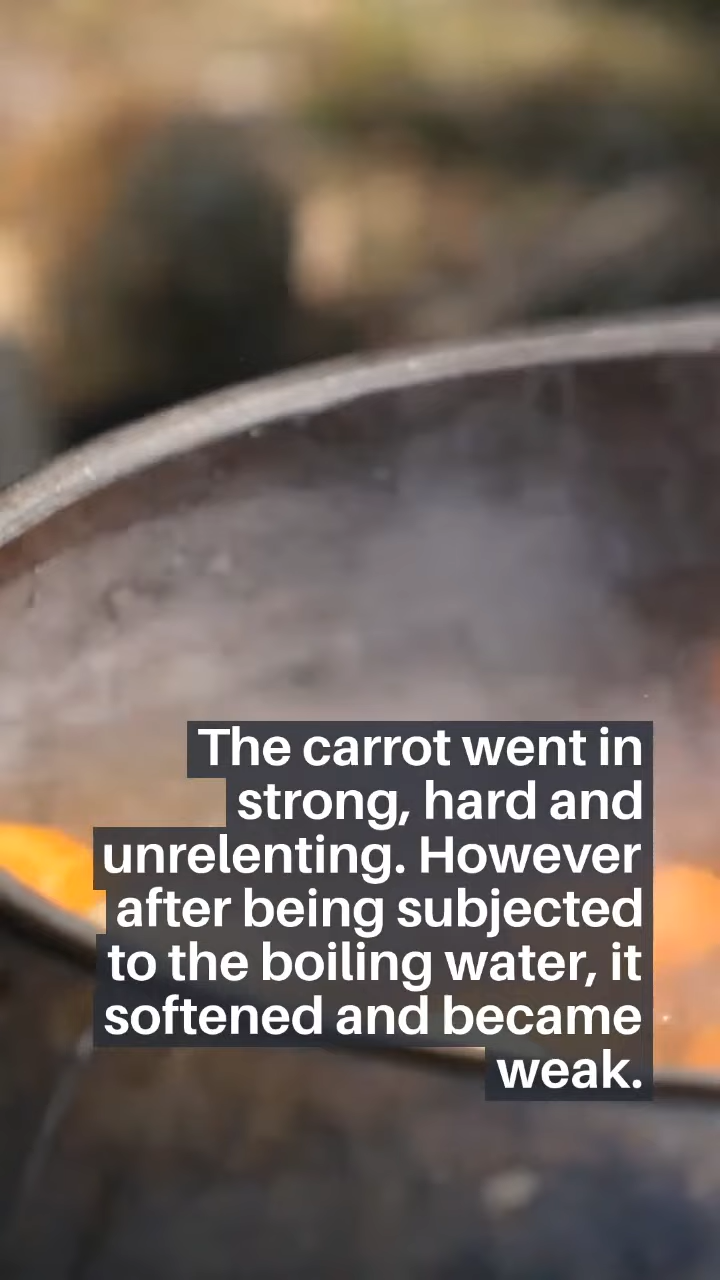 The carrot went in
strong, hard and
unrelenting. However
after being subjected
to the boiling water, it
softened and became
weak.